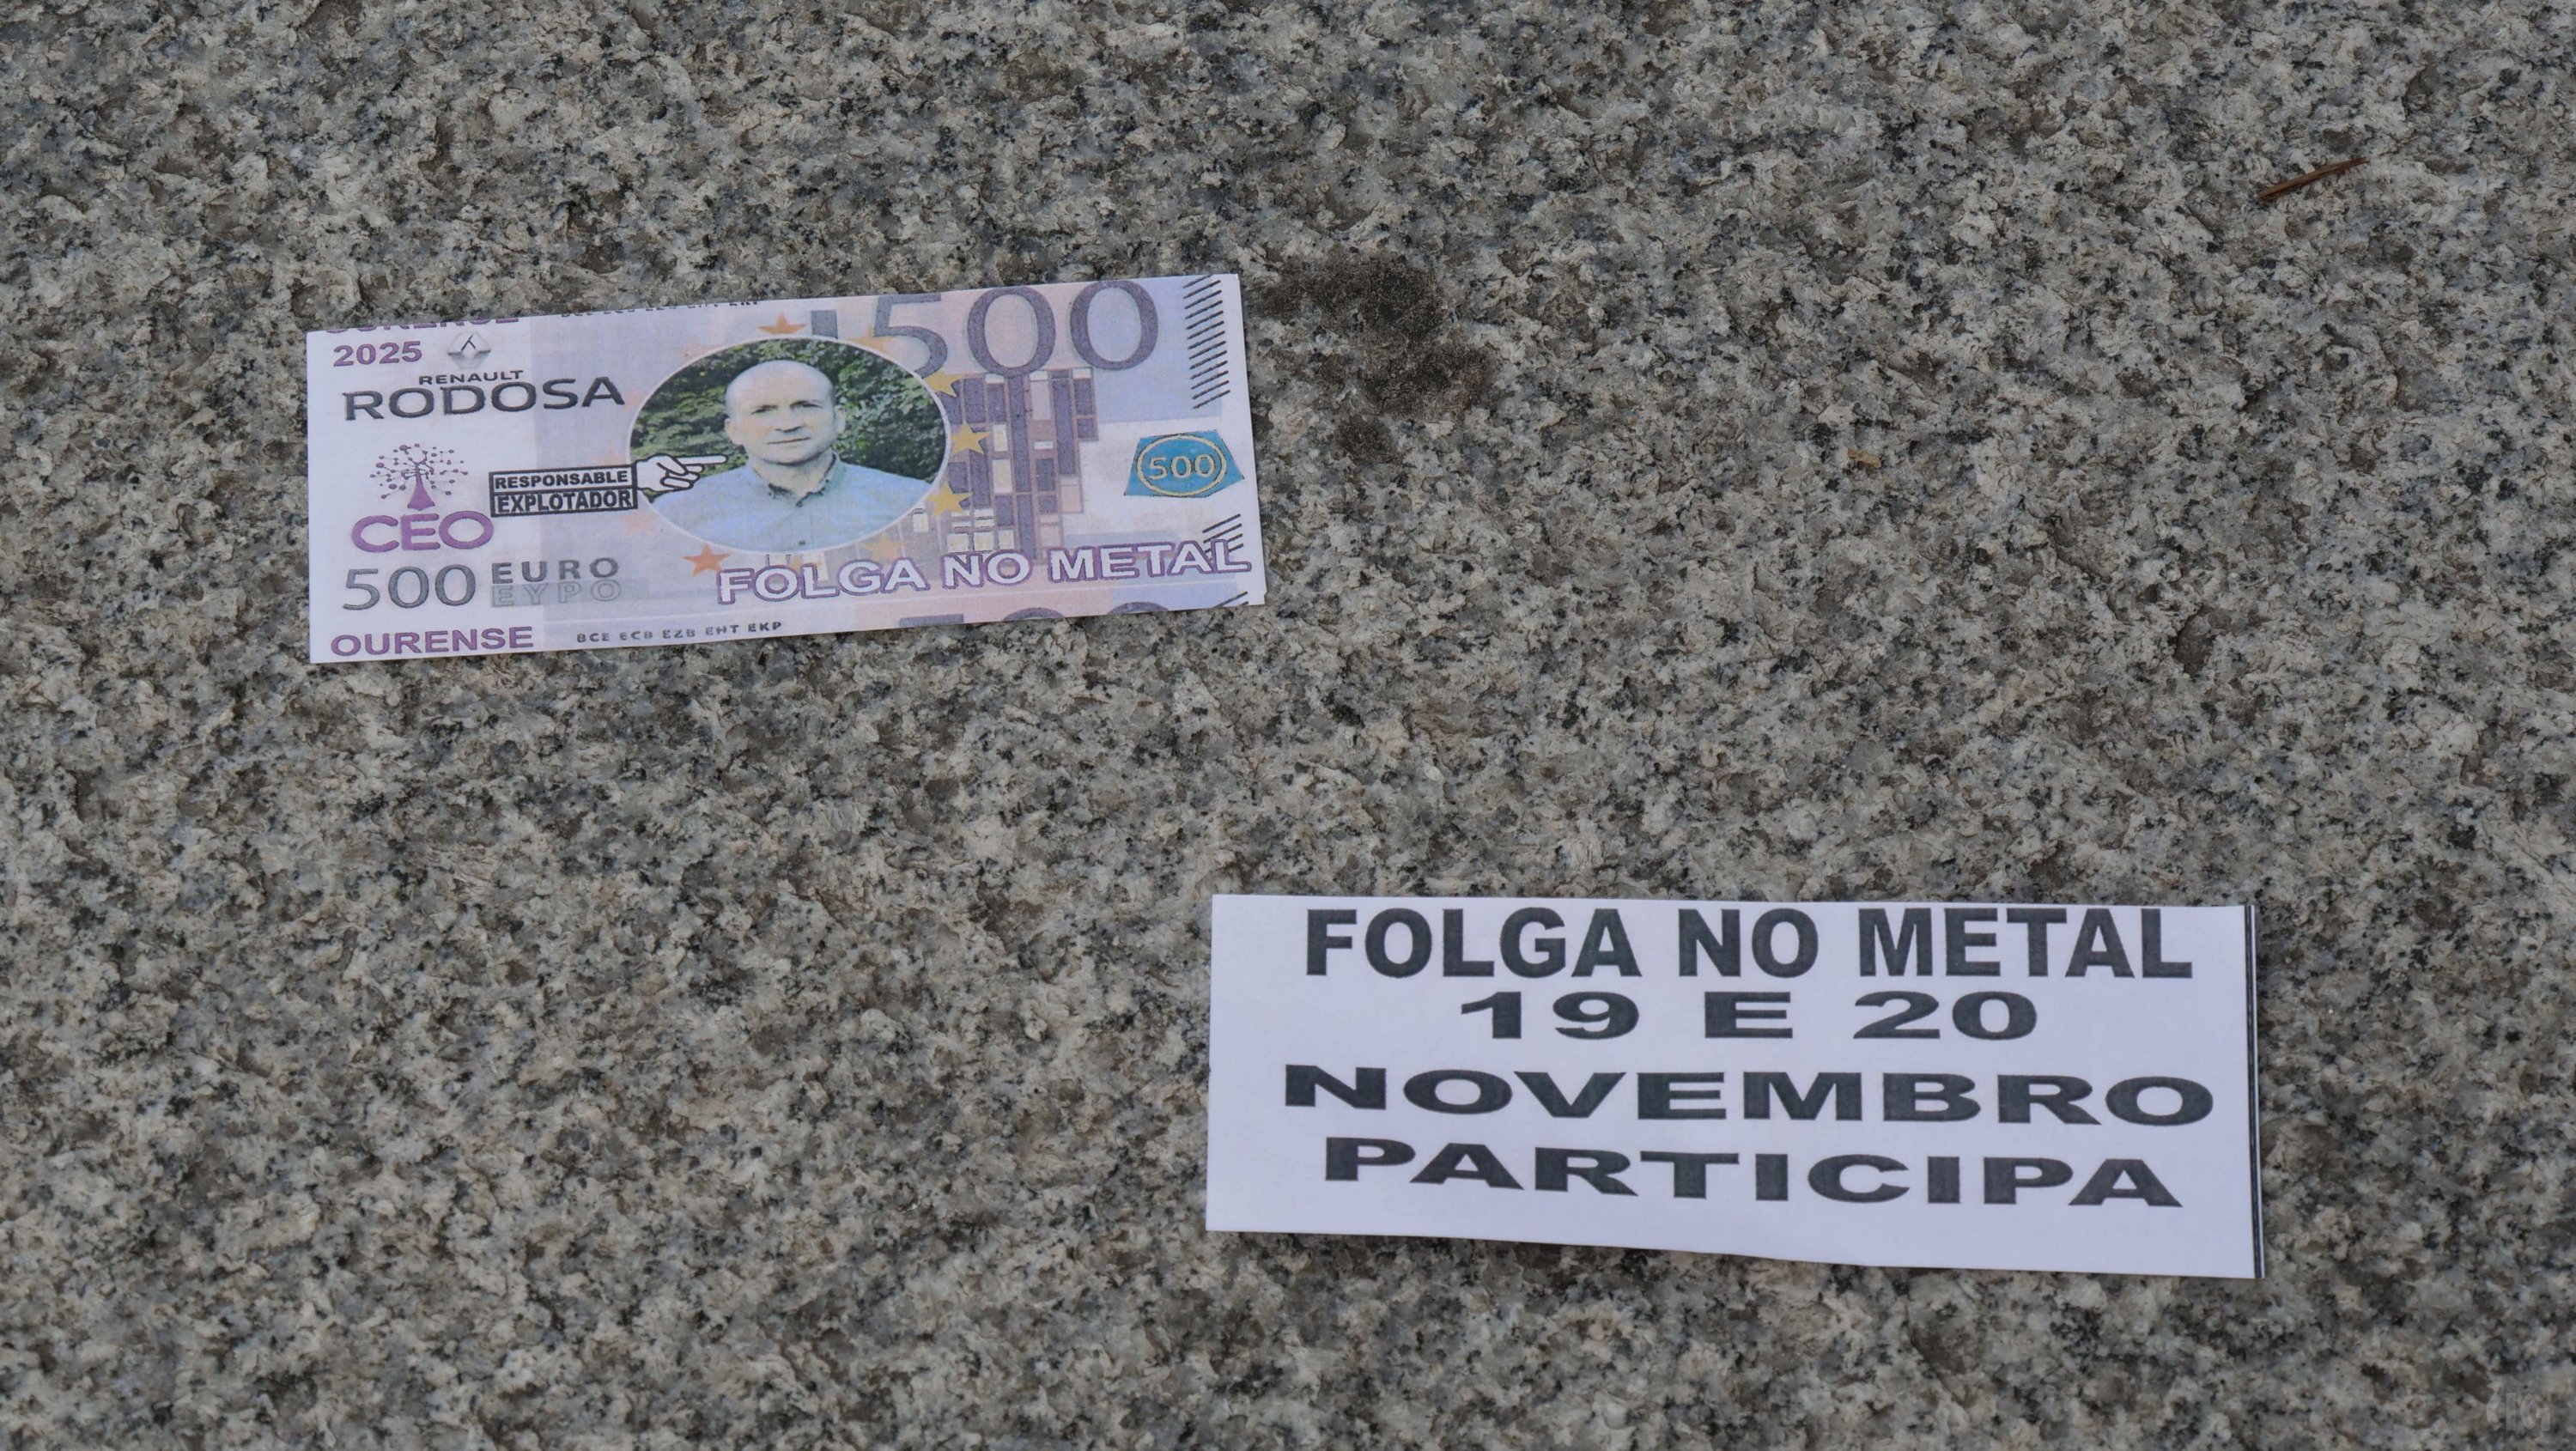 500
2025
RENAULT
RODOSA
RESPONSABLE
EXPLOTADOR
500
CEO
500 EURO
EYPO
FOLGA NO METAL
OURENSE
BCE ECB EZB EKT EKP
FOLGA NO METAL
19 E 20
NOVEMBRO
PARTICIPA